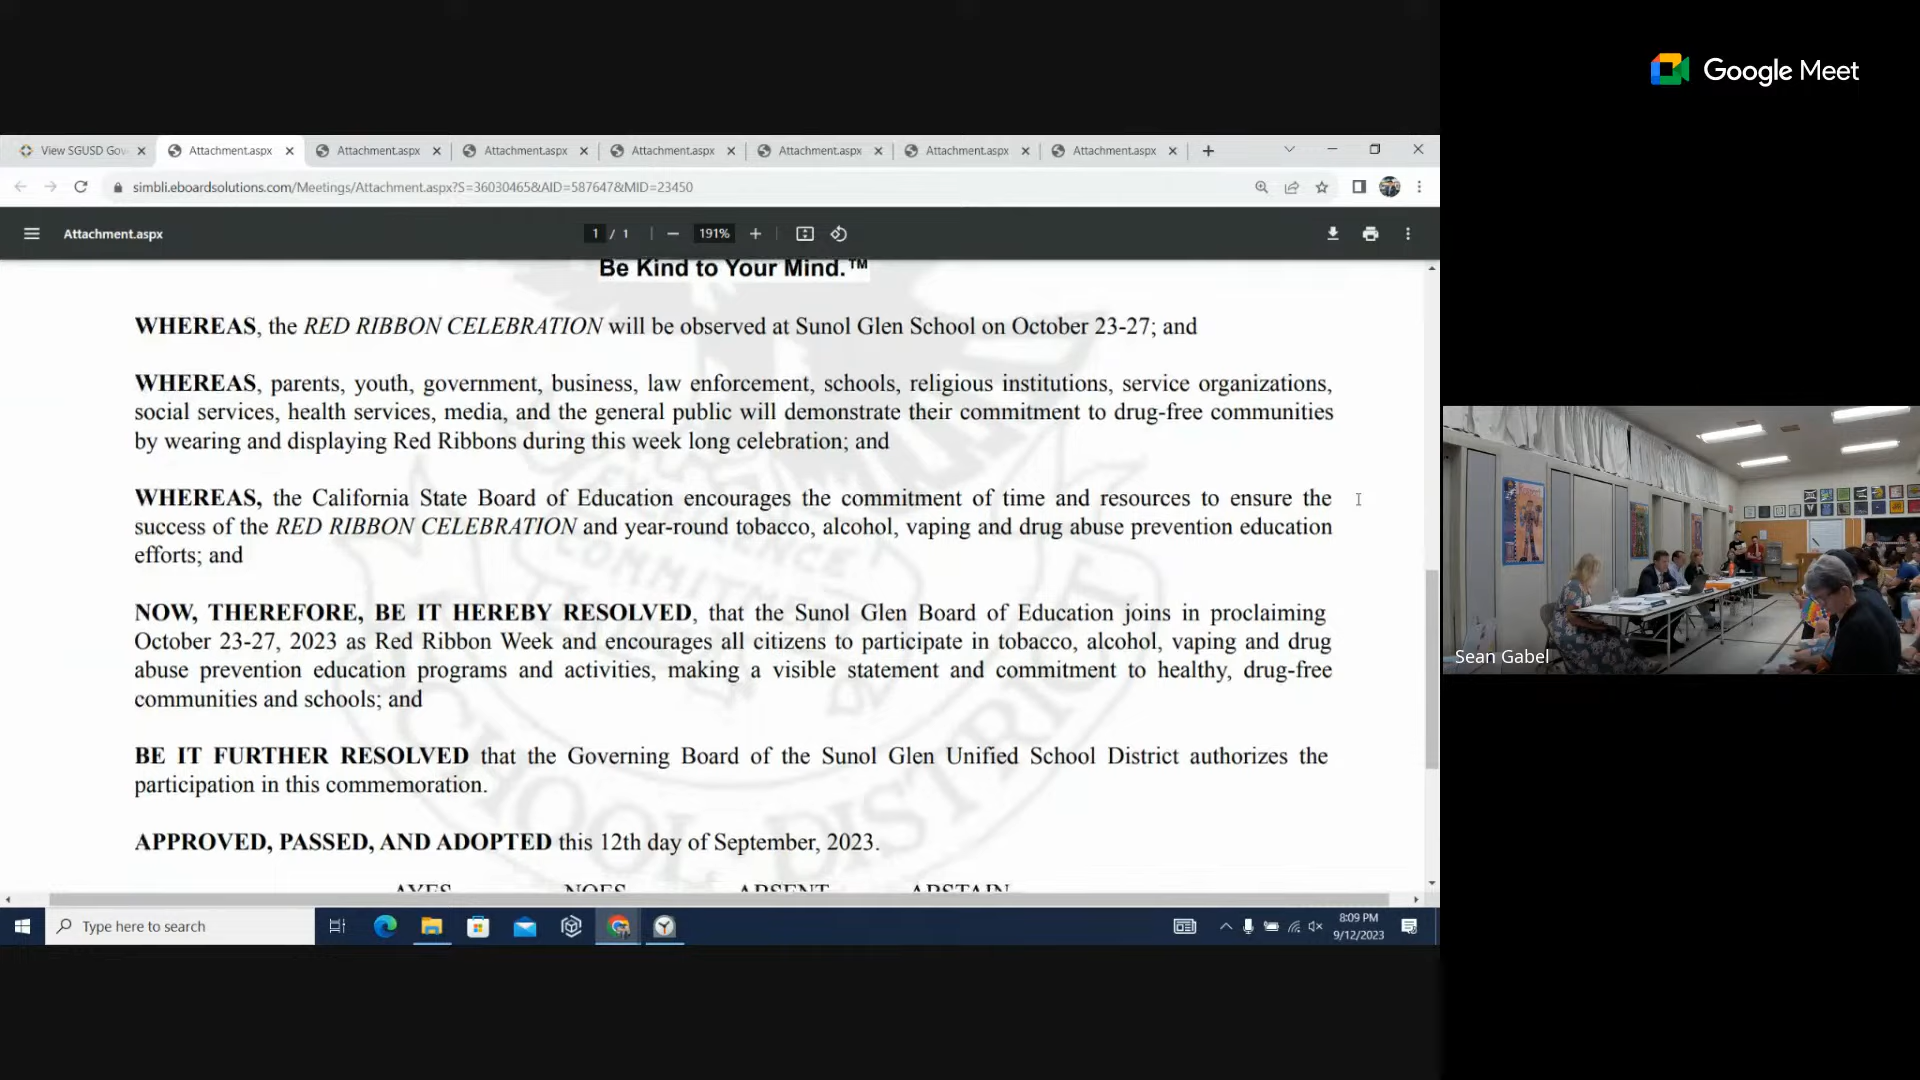 Google Meet
View SGUSD Gov
Attachment.aspx
Attachment.aspx
Attachment.aspx
Attachment.aspx
Attachment.aspx
Attachment.aspx
Attachment.aspx
simbli.eboardsolutions.com/Meetings/Attachment.aspx?S=36030465&AID=587647&MID=23450
Attachment.aspx
1 / 1
191%
Be Kind to Your Mind.™
WHEREAS, the RED RIBBON CELEBRATION will be observed at Sunol Glen School on October 23-27; and
WHEREAS, parents, youth, government, business, law enforcement, schools, religious institutions, service organizations,
social services, health services, media, and the general public will demonstrate their commitment to drug-free communities
by wearing and displaying Red Ribbons during this week long celebration; and
WHEREAS, the California State Board of Education encourages the commitment of time and resources to ensure the
success of the RED RIBBON CELEBRATION and year-round tobacco, alcohol, vaping and drug abuse prevention education
efforts; and
NOW, THEREFORE, BE IT HEREBY RESOLVED, that the Sunol Glen Board of Education joins in proclaiming
October 23-27, 2023 as Red Ribbon Week and encourages all citizens to participate in tobacco, alcohol, vaping and drug
abuse prevention education programs and activities, making a visible statement and commitment to healthy, drug-free
communities and schools; and
BE IT FURTHER RESOLVED that the Governing Board of the Sunol Glen Unified School District authorizes the
participation in this commemoration.
APPROVED, PASSED, AND ADOPTED this 12th day of September, 2023.
AYES NOES ABSENT ABSTAIN
COMMITMENT
SCHOOL DISTRICT
Sean Gabel
Type here to search
8:09 PM
9/12/2023